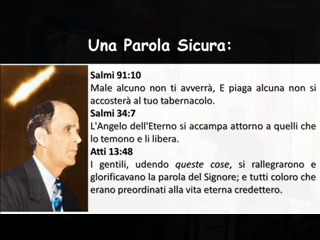 Una Parola Sicura:
Salmi 91:10
Male alcuno non ti avverrà, E piaga alcuna non si
accosterà al tuo tabernacolo.
Salmi 34:7
L'Angelo dell'Eterno si accampa attorno a quelli che
lo temono e li libera.
Atti 13:48
I gentili, udendo queste cose, si rallegrarono e
glorificavano la parola del Signore; e tutti coloro che
erano preordinati alla vita eterna credettero.